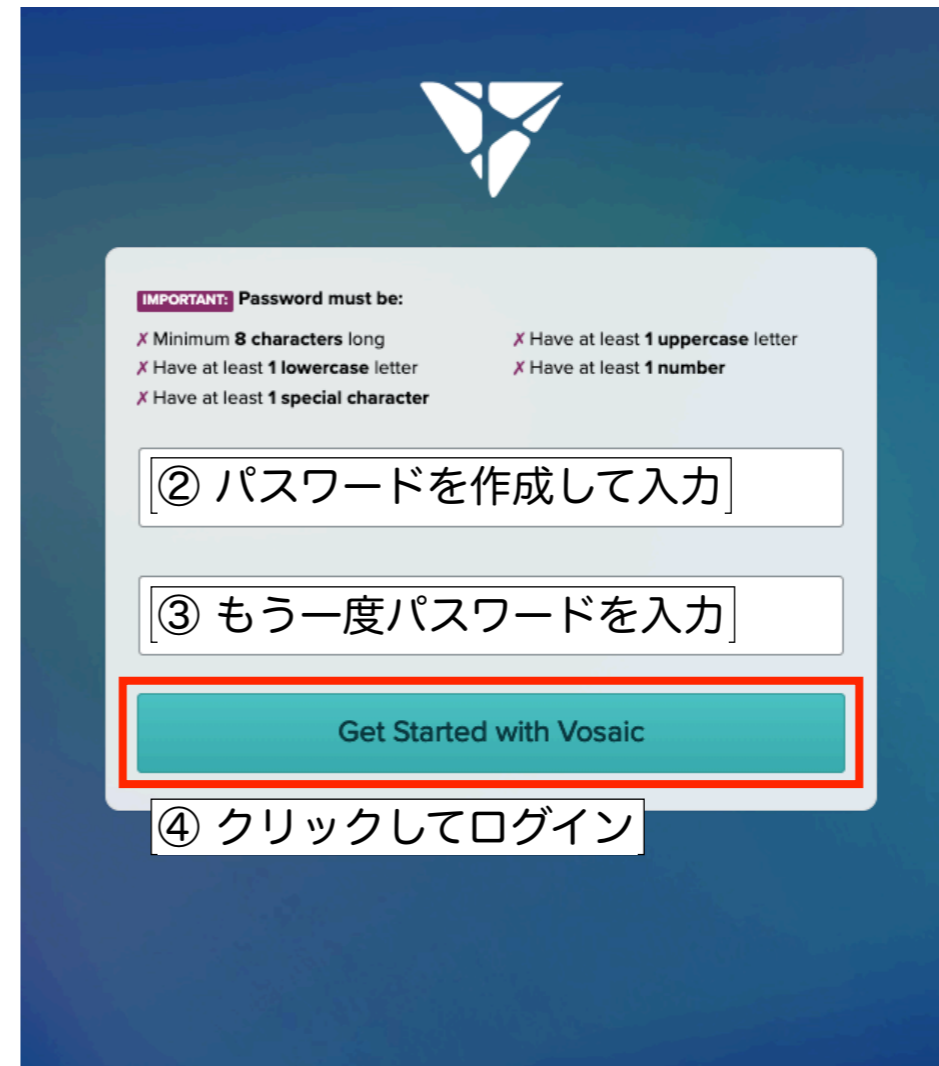 IMPORTANT: Password must be:
✗ Minimum 8 characters long
✗ Have at least 1 uppercase letter
✗ Have at least 1 lowercase letter
✗ Have at least 1 number
✗ Have at least 1 special character
② パスワードを作成して入力
③ もう一度パスワードを入力
Get Started with Vosaic
④ クリックしてログイン